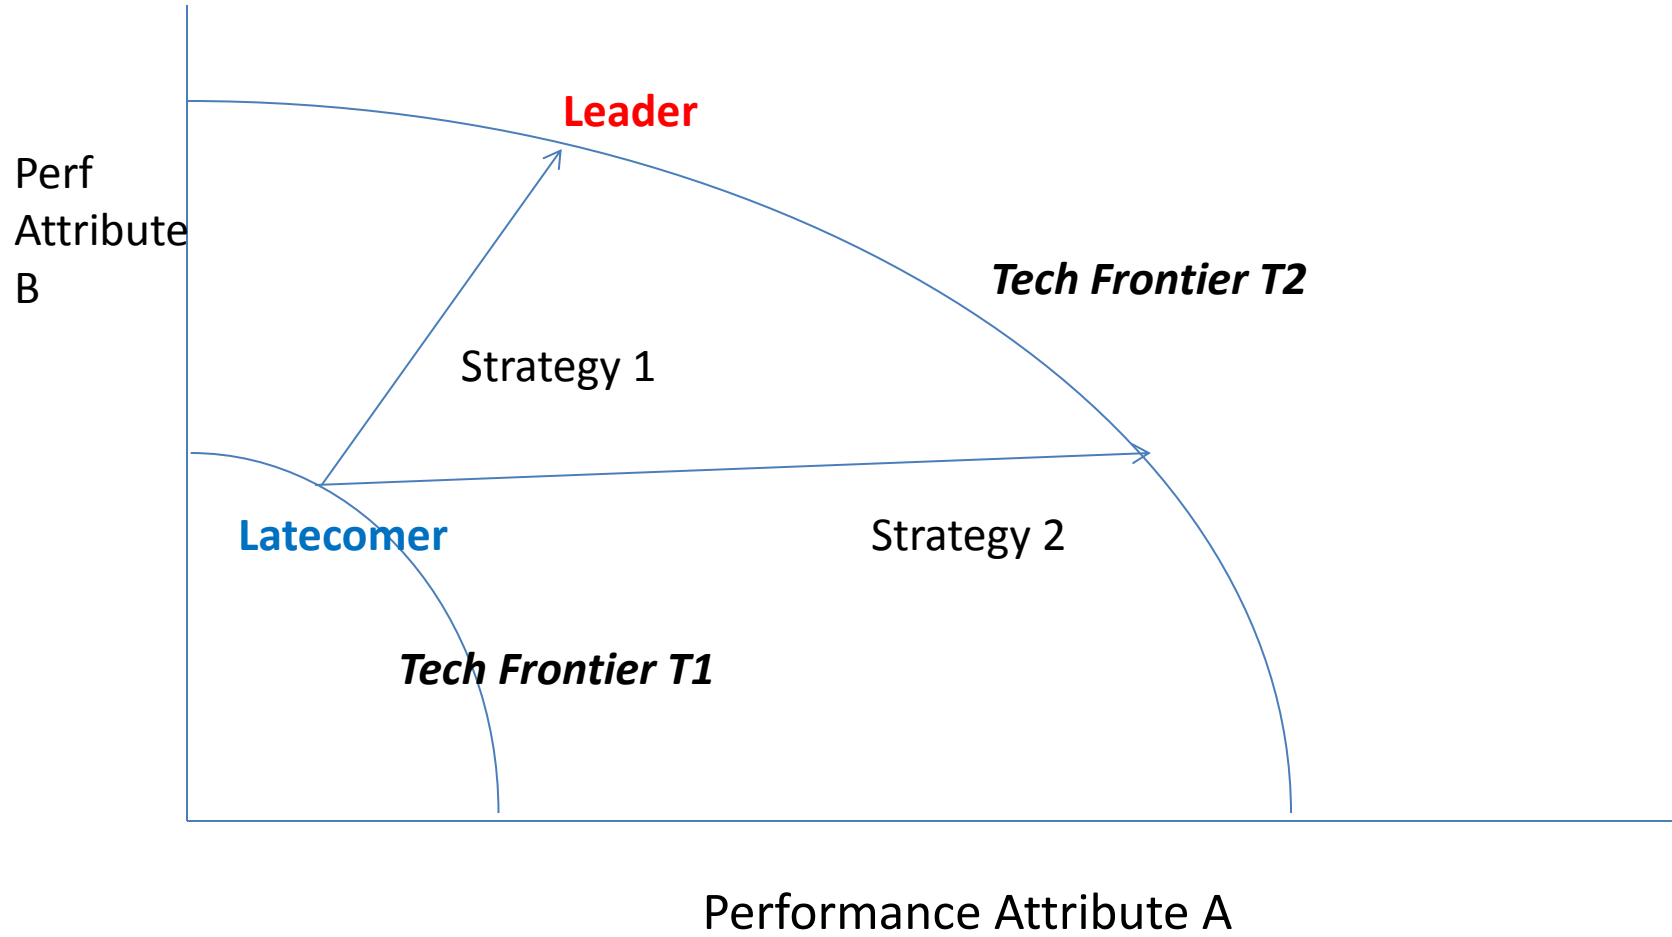 Leader
Perf
Attribute
B
Tech Frontier T2
Strategy 1
Latecomer
Strategy 2
Tech Frontier T1
Performance Attribute A